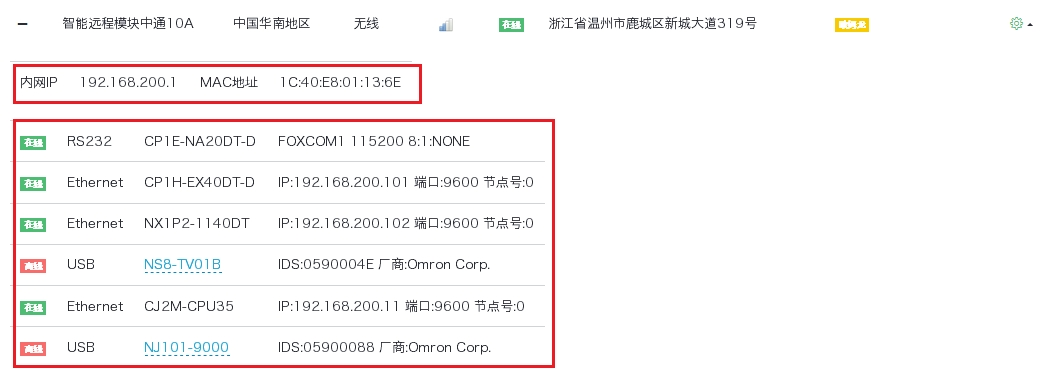 智能远程模块中通10A 中国华南地区 无线 在线 浙江省温州市鹿城区新城大道319号
内网IP 192.168.200.1 MAC地址 1C:40:E8:01:13:6E
在线 RS232 CP1E-NA20DT-D FOXCOM1 115200 8:1:NONE
在线 Ethernet CP1H-EX40DT-D IP:192.168.200.101 端口:9600 节点号:0
在线 Ethernet NX1P2-1140DT IP:192.168.200.102 端口:9600 节点号:0
离线 USB NS8-TV01B IDS:0590004E 厂商:Omron Corp.
在线 Ethernet CJ2M-CPU35 IP:192.168.200.11 端口:9600 节点号:0
离线 USB NJ101-9000 IDS:05900088 厂商:Omron Corp.